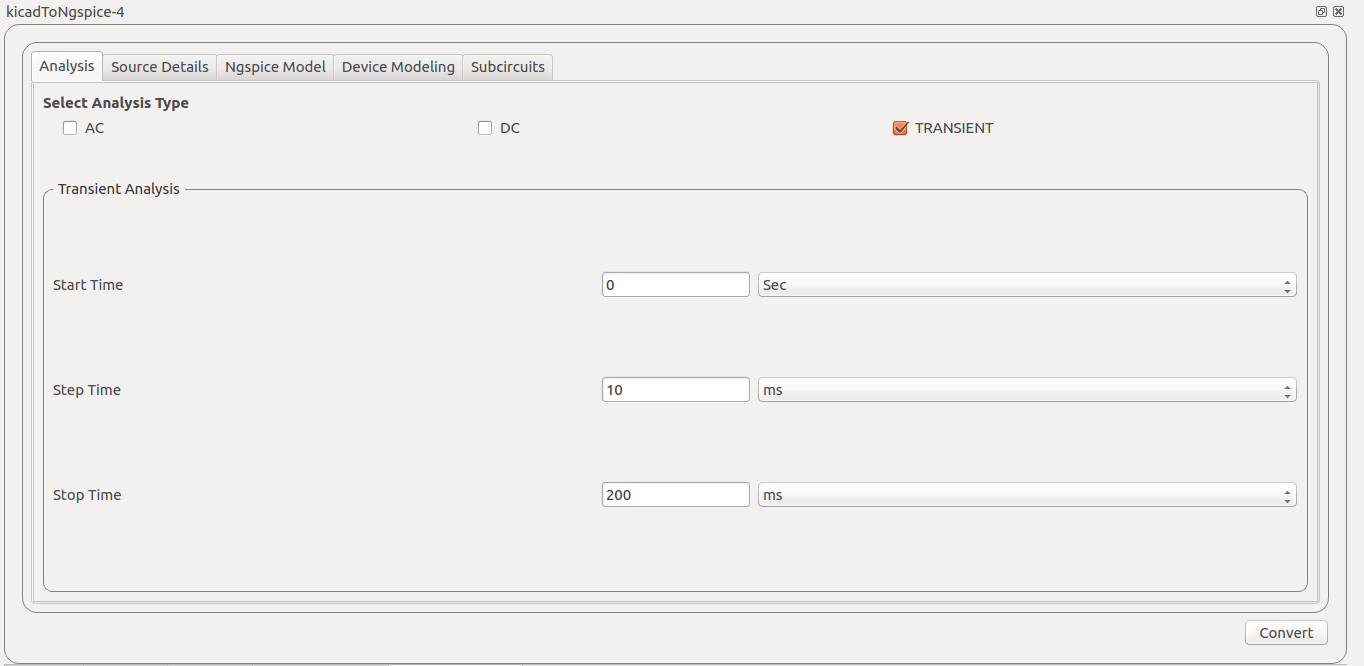 kicadToNgspice-4
Analysis Source Details Ngspice Model Device Modeling Subcircuits
Select Analysis Type
AC DC TRANSIENT
Transient Analysis
Start Time 0 Sec
Step Time 10 ms
Stop Time 200 ms
Convert